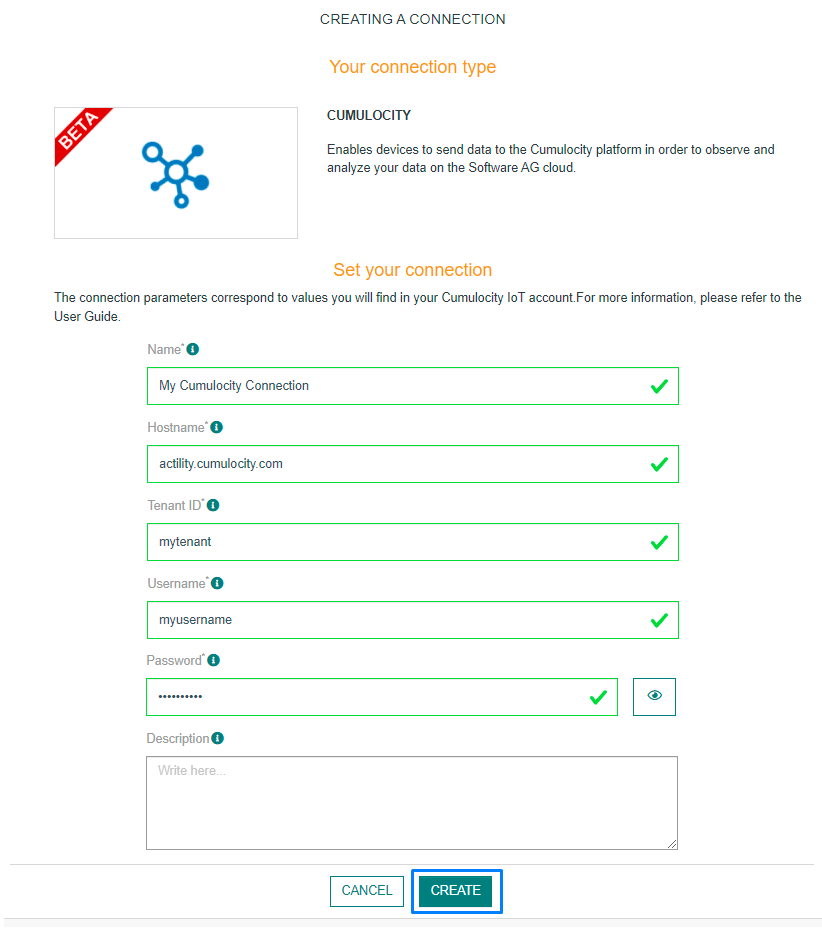 CREATING A CONNECTION
Your connection type
BETA
CUMULOCITY
Enables devices to send data to the Cumulocity platform in order to observe and
analyze your data on the Software AG cloud.
Set your connection
The connection parameters correspond to values you will find in your Cumulocity IoT account.For more information, please refer to the
User Guide.
Name*
My Cumulocity Connection
Hostname*
actility.cumulocity.com
Tenant ID*
mytenant
Username*
myusername
Password*
••••••••••
Description
Write here...
CANCEL CREATE